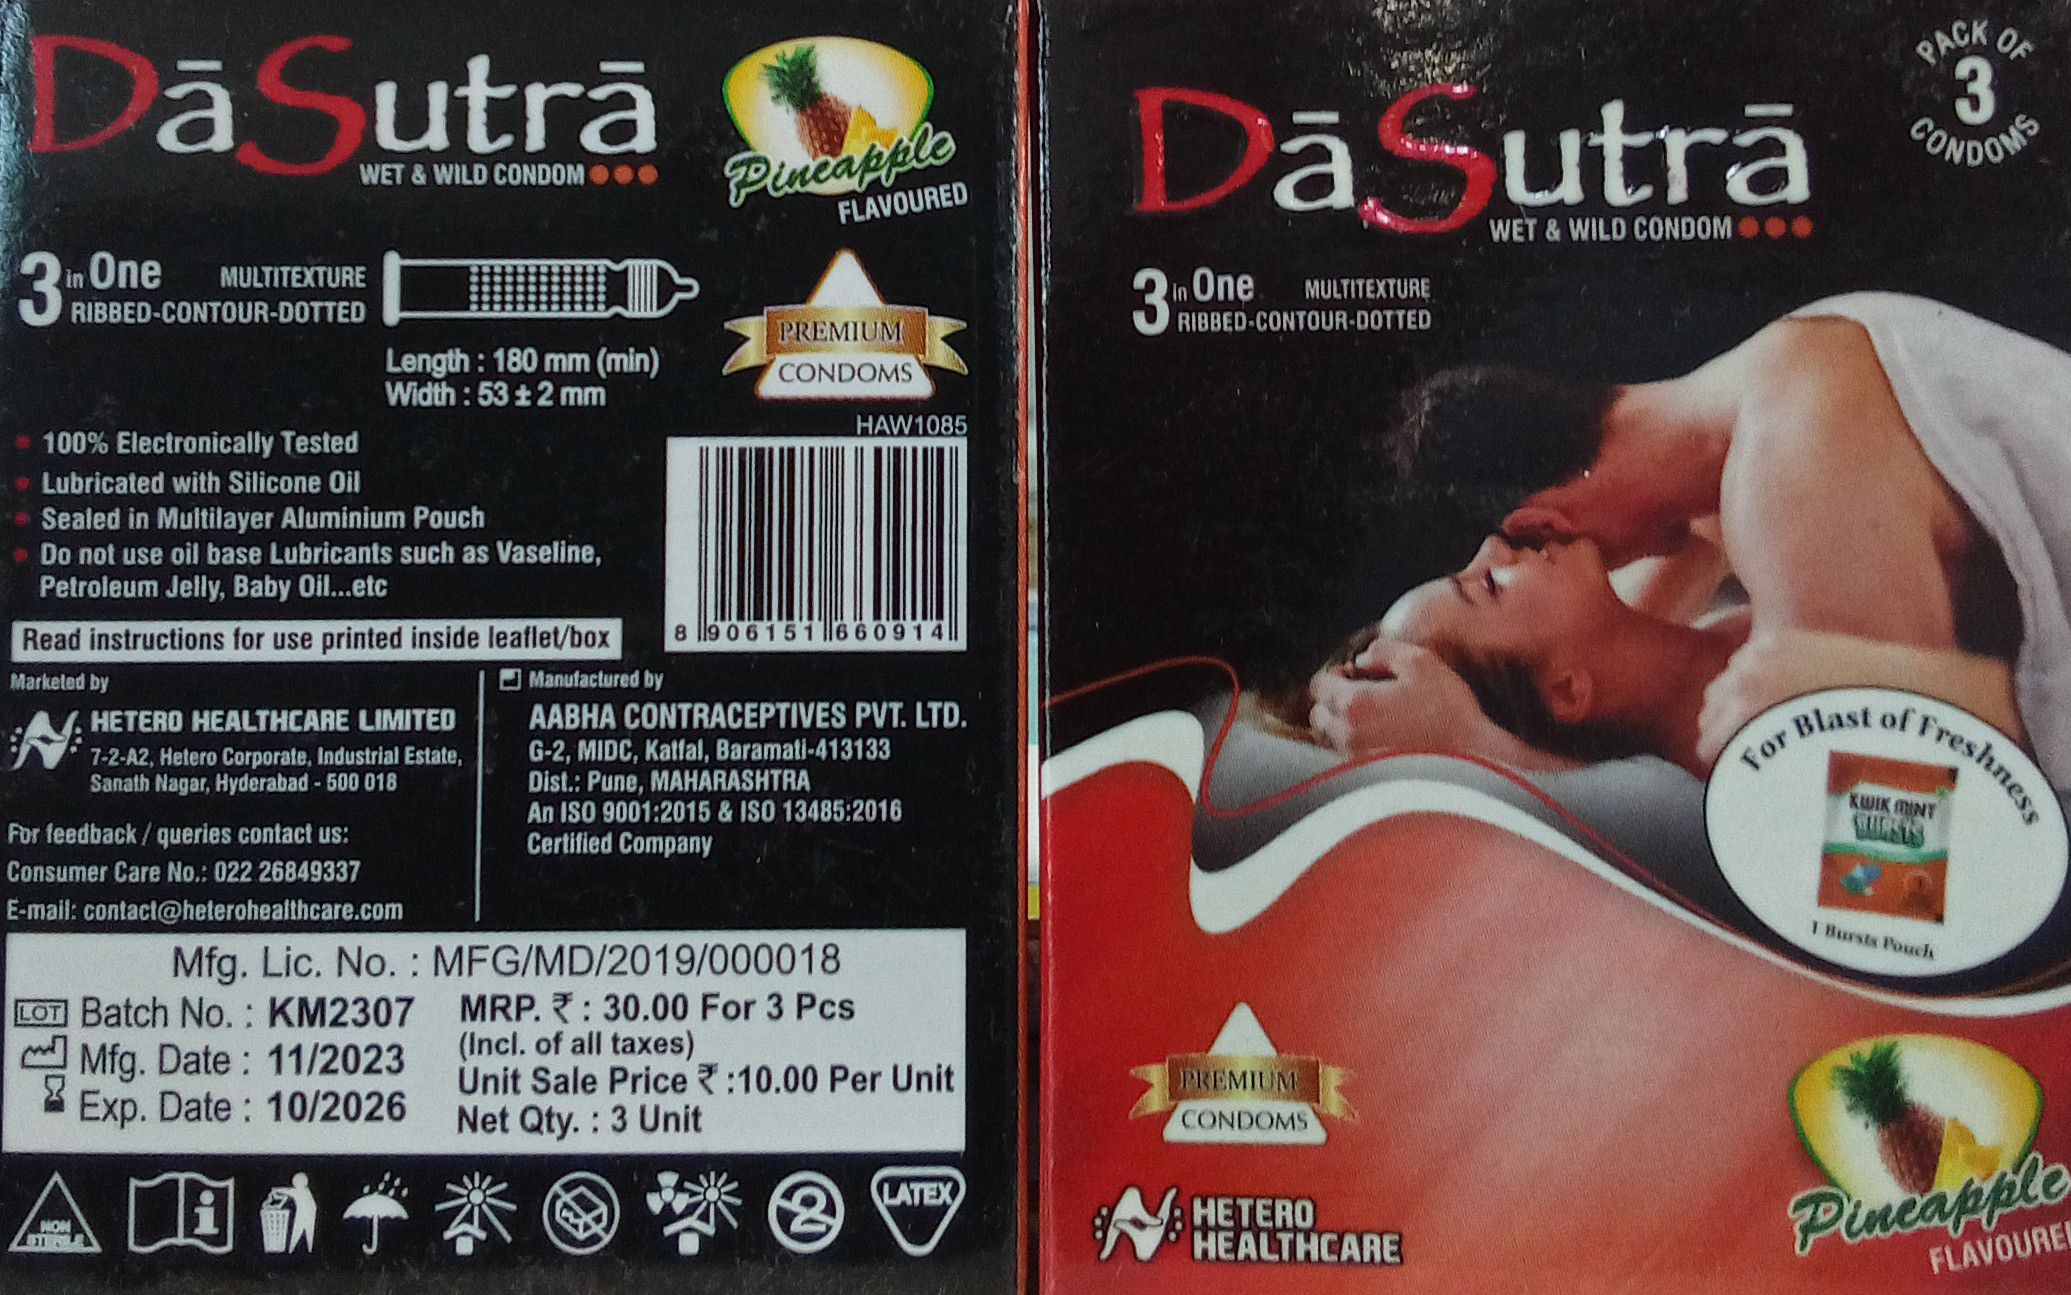 DāSutrā
WET & WILD CONDOM
Pineapple
FLAVOURED
3 in One MULTITEXTURE
RIBBED-CONTOUR-DOTTED
Length : 180 mm (min)
Width : 53 ± 2 mm
PREMIUM
CONDOMS
HAW1085
8 906151 660914
100% Electronically Tested
Lubricated with Silicone Oil
Sealed in Multilayer Aluminium Pouch
Do not use oil base Lubricants such as Vaseline,
Petroleum Jelly, Baby Oil...etc
Read instructions for use printed inside leaflet/box
Marketed by
HETERO HEALTHCARE LIMITED
7-2-A2, Hetero Corporate, Industrial Estate,
Sanath Nagar, Hyderabad - 500 018
For feedback / queries contact us:
Consumer Care No.: 022 26849337
E-mail: contact@heterohealthcare.com
Manufactured by
AABHA CONTRACEPTIVES PVT. LTD.
G-2, MIDC, Katfal, Baramati-413133
Dist.: Pune, MAHARASHTRA
An ISO 9001:2015 & ISO 13485:2016
Certified Company
Mfg. Lic. No. : MFG/MD/2019/000018
LOT Batch No. : KM2307
Mfg. Date : 11/2023
Exp. Date : 10/2026
MRP. ₹ : 30.00 For 3 Pcs
(Incl. of all taxes)
Unit Sale Price ₹ :10.00 Per Unit
Net Qty. : 3 Unit
NON
STERILE
i
2
LATEX
PACK OF
3
CONDOMS
DāSutrā
WET & WILD CONDOM
3 in One MULTITEXTURE
RIBBED-CONTOUR-DOTTED
For Blast of Freshness
KWIK MINT
BURSTS
1 Bursts Pouch
PREMIUM
CONDOMS
HETERO
HEALTHCARE
Pineapple
FLAVOURED